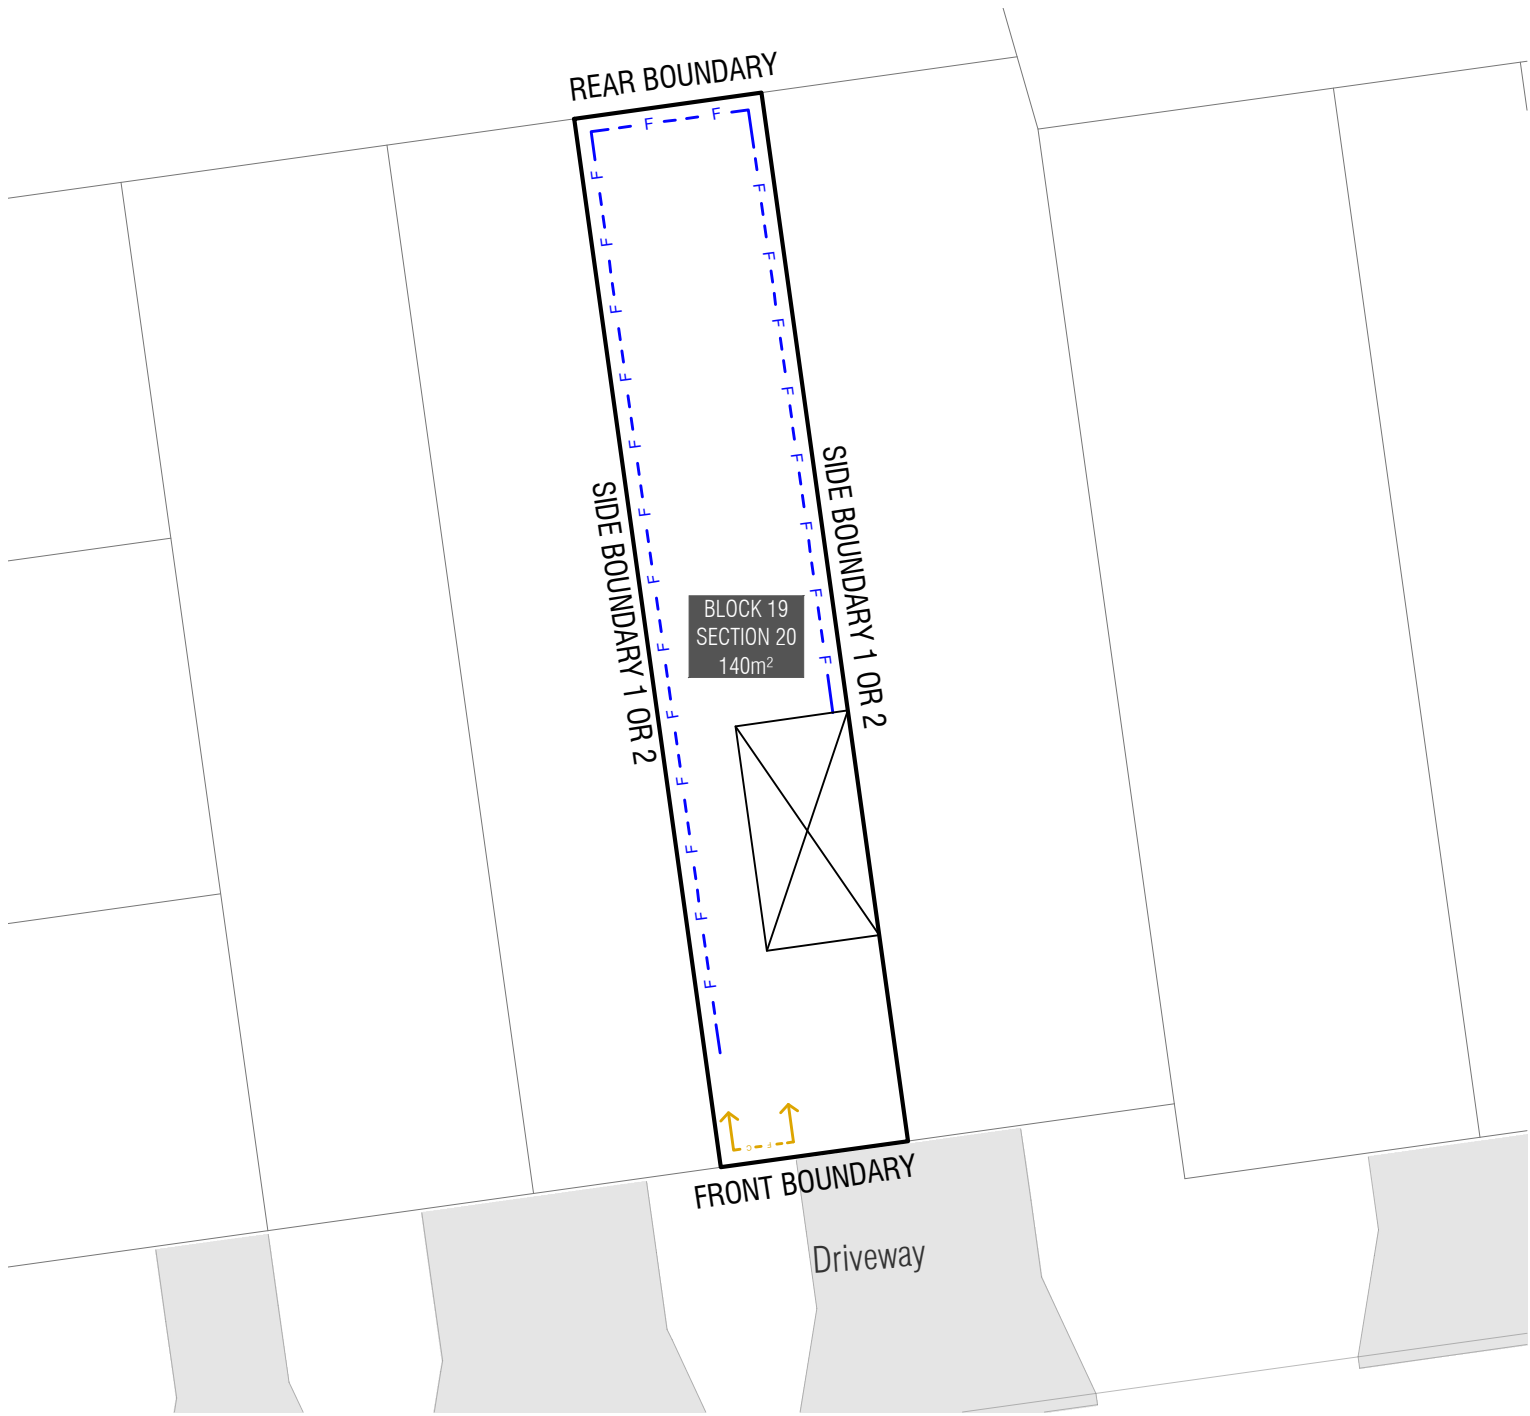 REAR BOUNDARY
F F
F F F F F F F F F F F F F
F F F F F F F F
SIDE BOUNDARY 1 OR 2
SIDE BOUNDARY 1 OR 2
BLOCK 19
SECTION 20
140m²
C F
FRONT BOUNDARY
Driveway